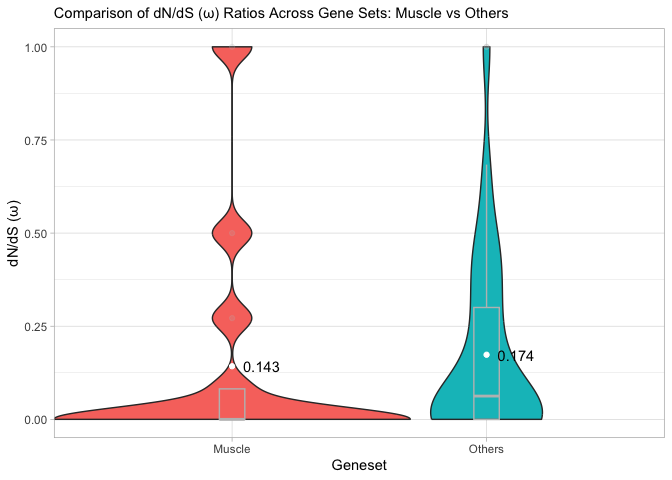 Comparison of dN/dS (ω) Ratios Across Gene Sets: Muscle vs Others
1.00
0.75
0.50
0.25
0.00
dN/dS (ω)
0.143
0.174
Muscle
Others
Geneset